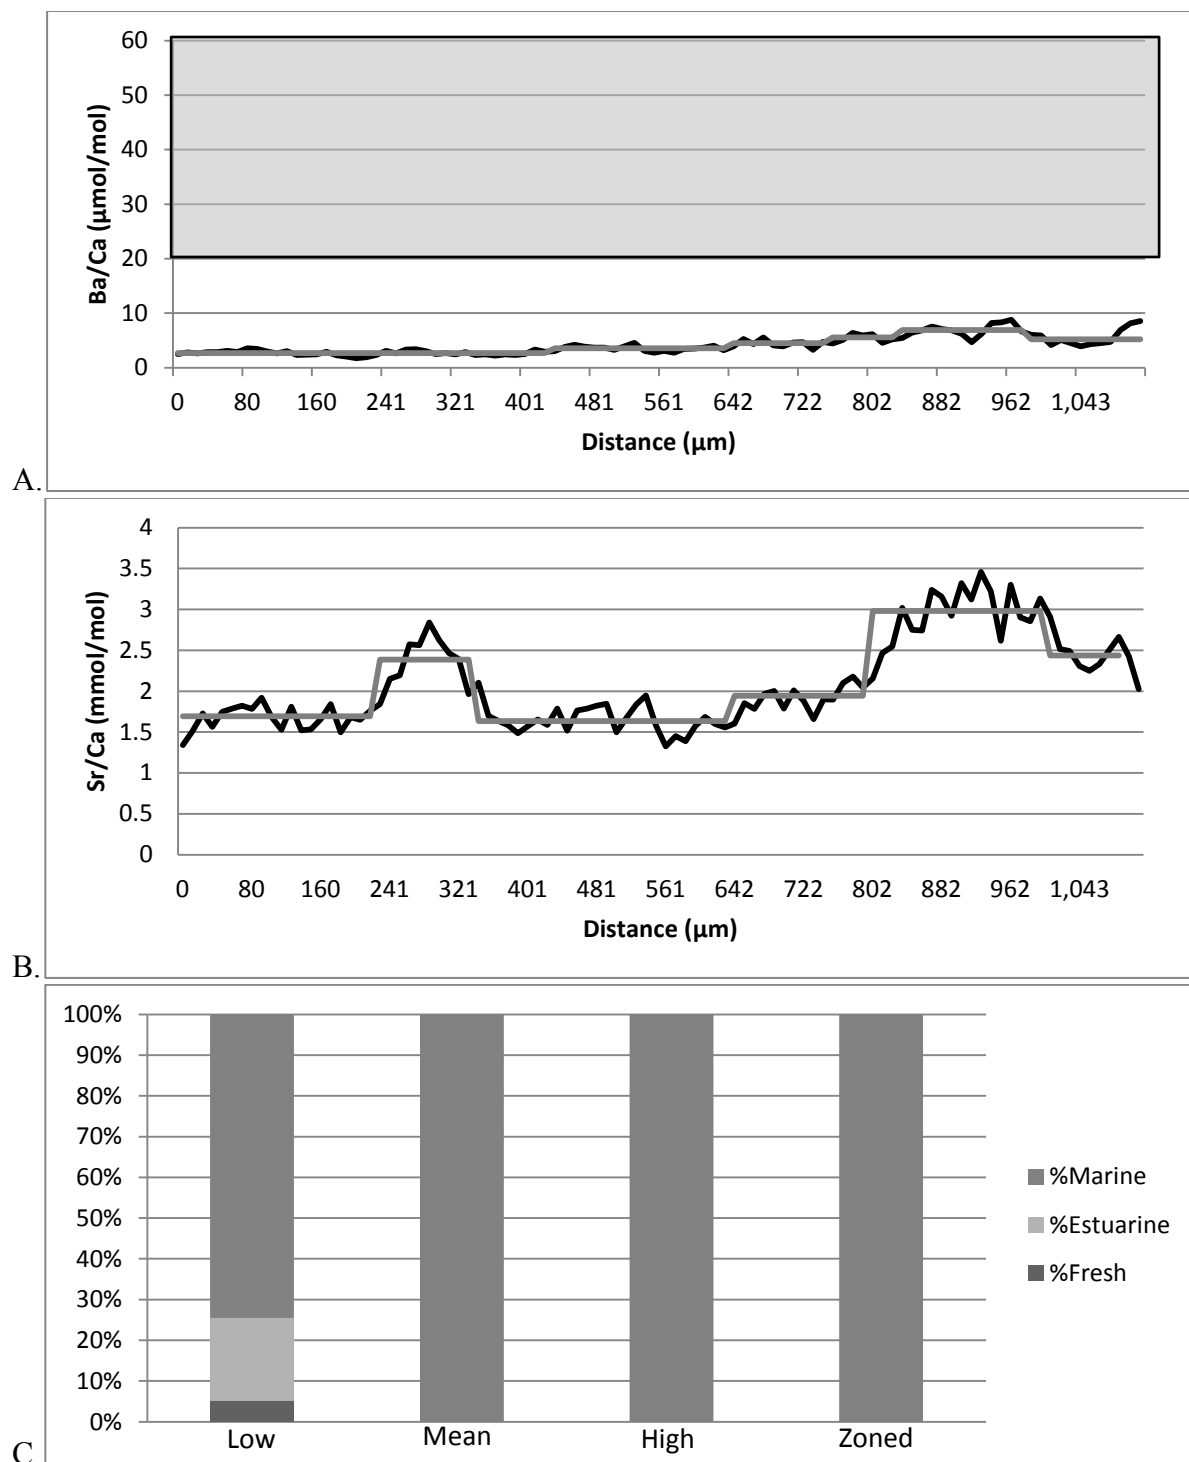 60
50
40
30
20
10
0
Ba/Ca (µmol/mol)
0 80 160 241 321 401 481 561 642 722 802 882 962 1,043
Distance (µm)
A.
4
3.5
3
2.5
2
1.5
1
0.5
0
Sr/Ca (mmol/mol)
0 80 160 241 321 401 481 561 642 722 802 882 962 1,043
Distance (µm)
B.
100%
90%
80%
70%
60%
50%
40%
30%
20%
10%
0%
Low Mean High Zoned
%Marine
%Estuarine
%Fresh
C